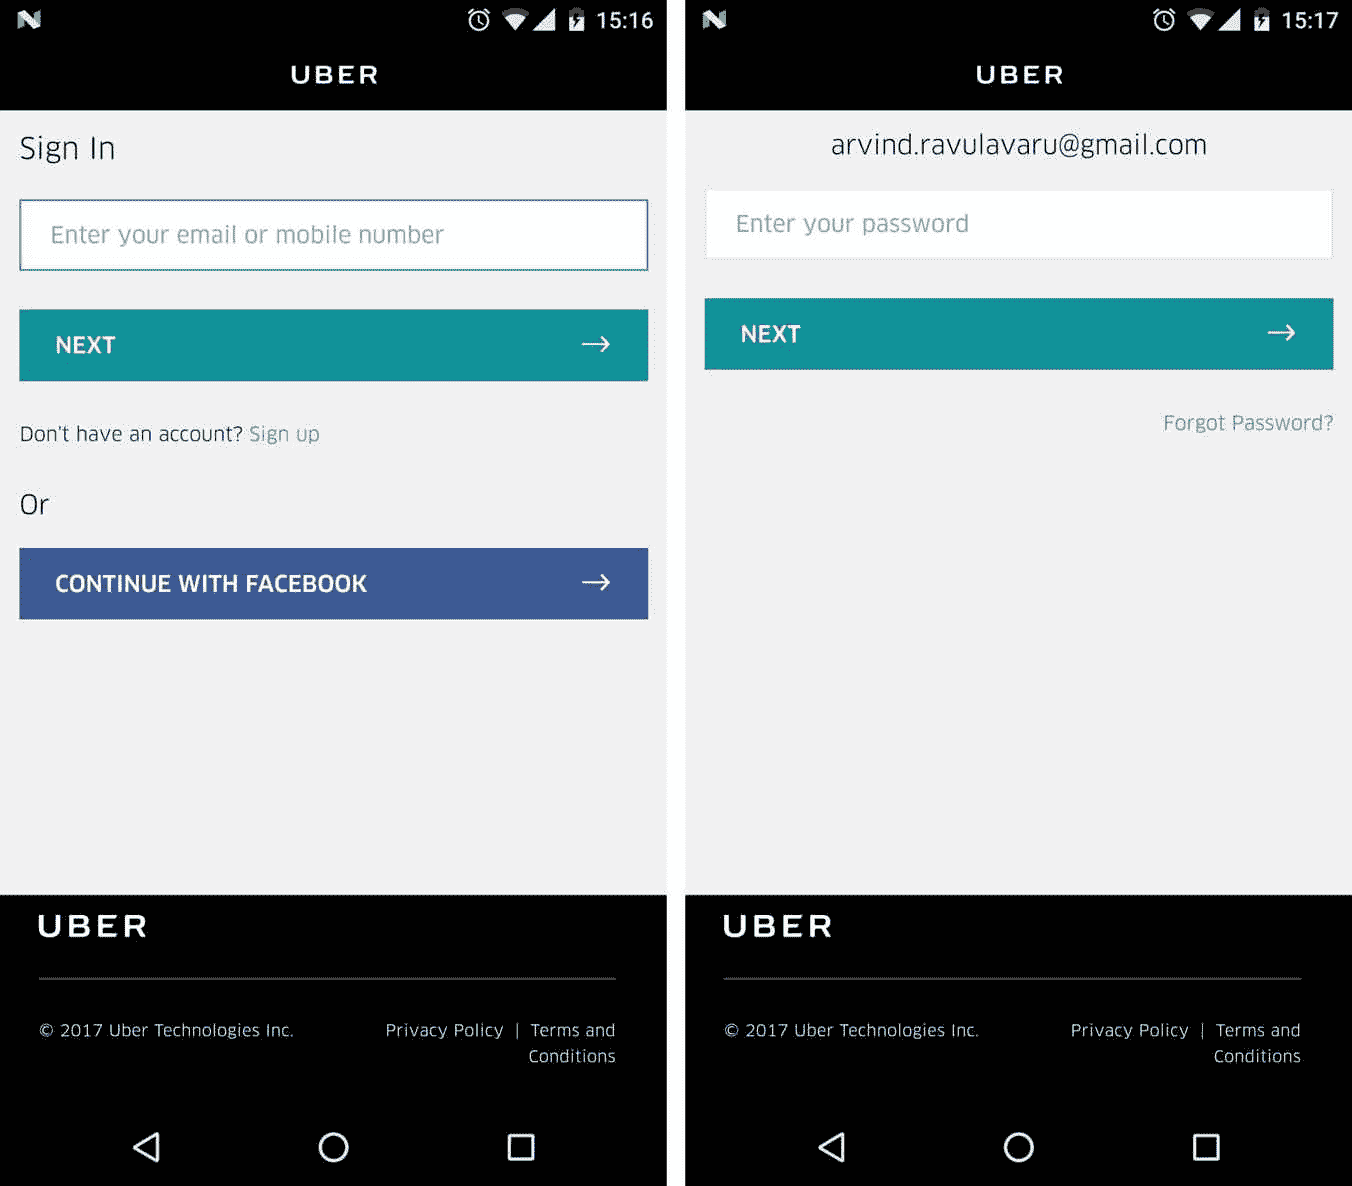 15:16
UBER
Sign In
Enter your email or mobile number
NEXT
Don't have an account? Sign up
Or
CONTINUE WITH FACEBOOK
UBER
© 2017 Uber Technologies Inc.
Privacy Policy | Terms and
Conditions
15:17
UBER
arvind.ravulavaru@gmail.com
Enter your password
NEXT
Forgot Password?
UBER
© 2017 Uber Technologies Inc.
Privacy Policy | Terms and
Conditions